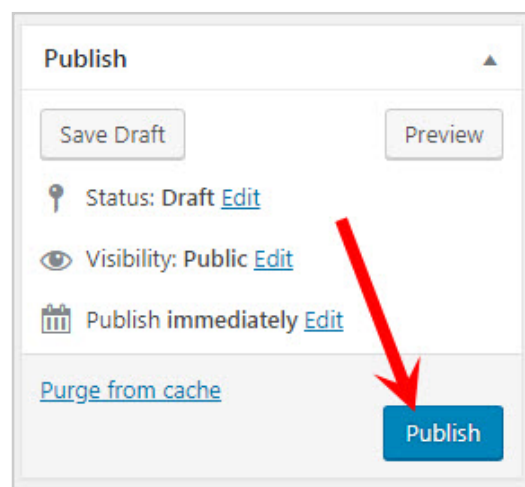 Publish
Save Draft Preview
Status: Draft Edit
Visibility: Public Edit
Publish immediately Edit
Purge from cache
Publish